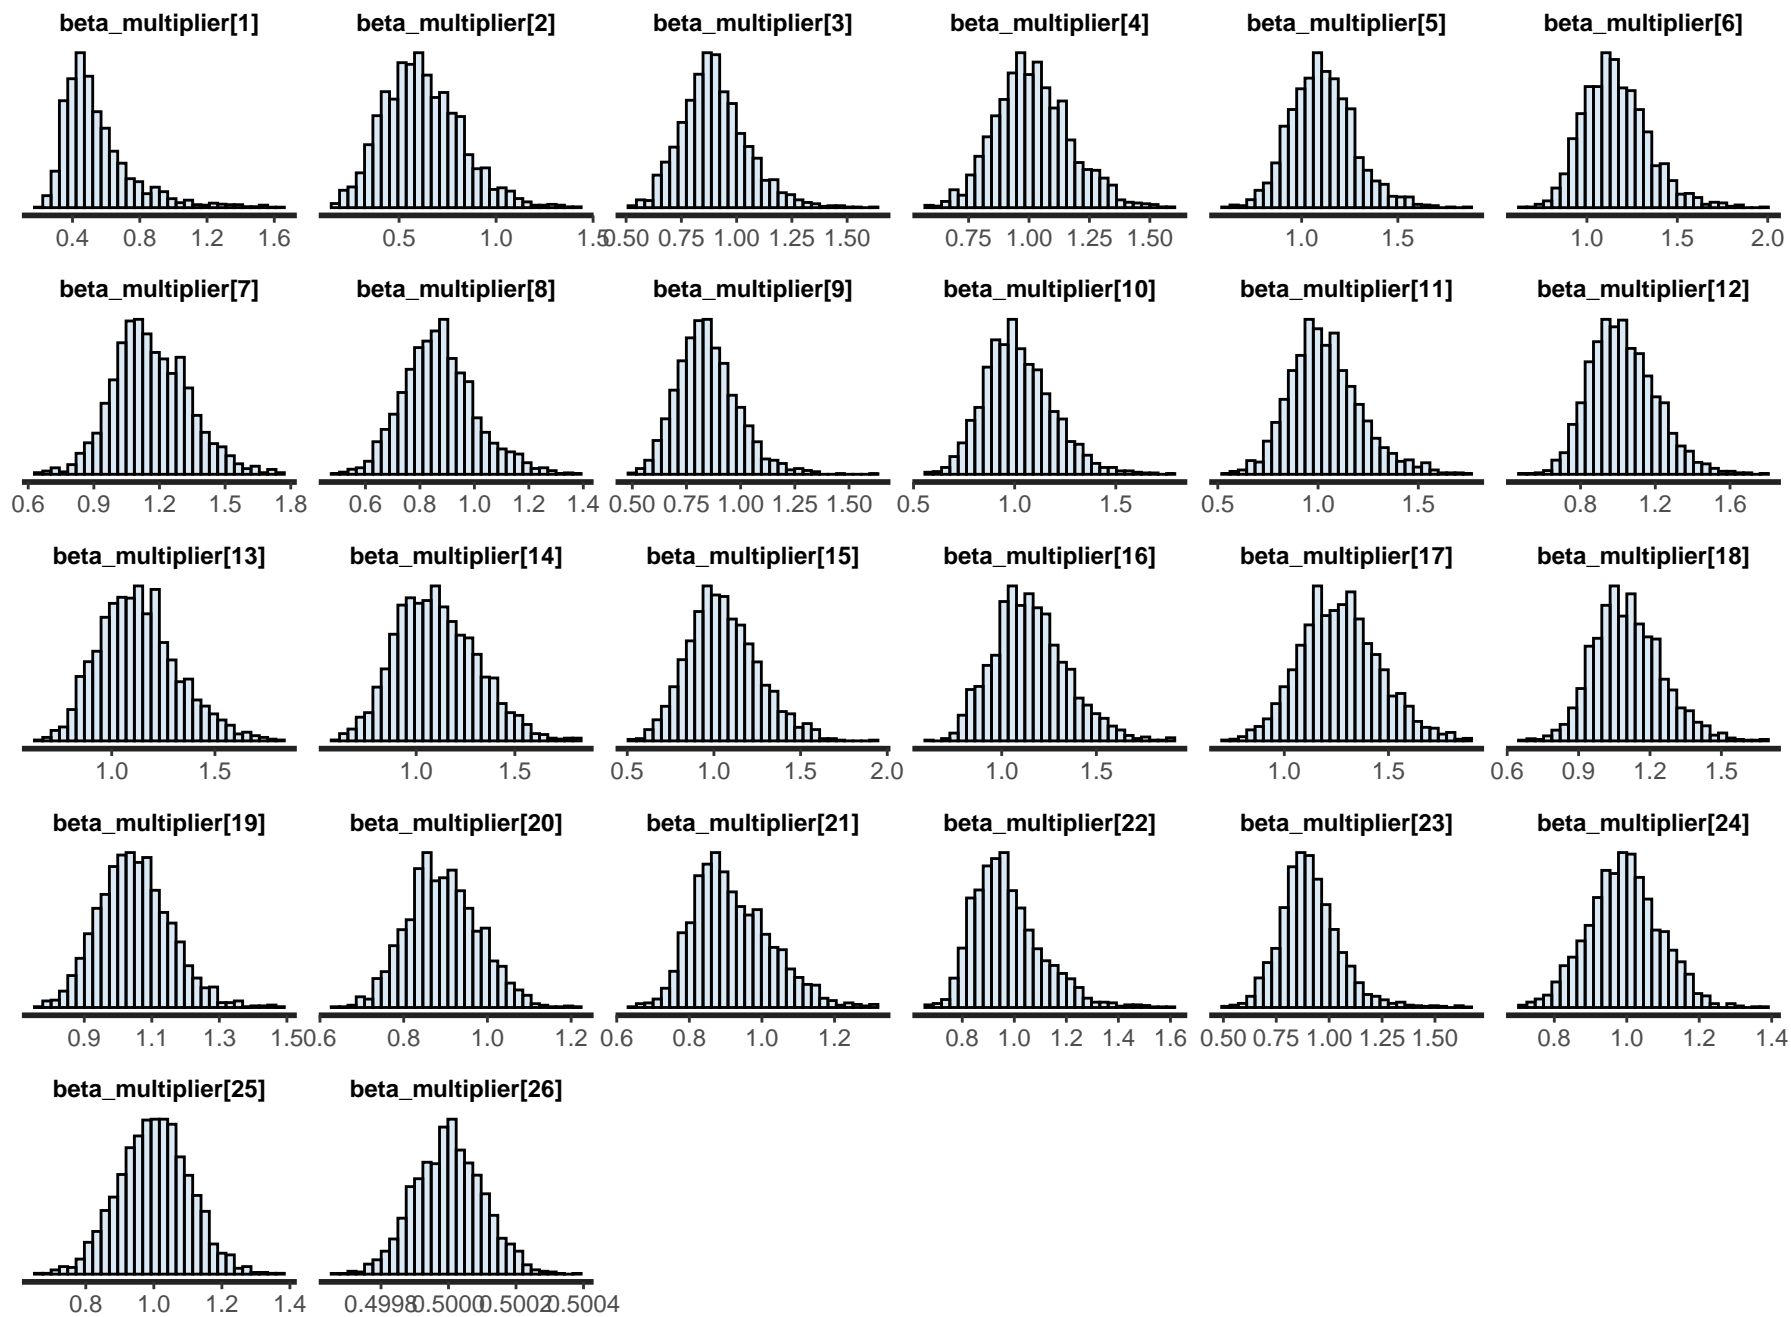 beta_multiplier[1] beta_multiplier[2] beta_multiplier[3] beta_multiplier[4] beta_multiplier[5] beta_multiplier[6]
0.4 0.8 1.2 1.6 0.5 1.0 1.5 0.50 0.75 1.00 1.25 1.50 0.75 1.00 1.25 1.50 1.0 1.5 1.0 1.5 2.0
beta_multiplier[7] beta_multiplier[8] beta_multiplier[9] beta_multiplier[10] beta_multiplier[11] beta_multiplier[12]
0.6 0.9 1.2 1.5 1.8 0.6 0.8 1.0 1.2 1.4 0.50 0.75 1.00 1.25 1.50 0.5 1.0 1.5 0.5 1.0 1.5 0.8 1.2 1.6
beta_multiplier[13] beta_multiplier[14] beta_multiplier[15] beta_multiplier[16] beta_multiplier[17] beta_multiplier[18]
1.0 1.5 1.0 1.5 0.5 1.0 1.5 2.0 1.0 1.5 1.0 1.5 0.6 0.9 1.2 1.5
beta_multiplier[19] beta_multiplier[20] beta_multiplier[21] beta_multiplier[22] beta_multiplier[23] beta_multiplier[24]
0.9 1.1 1.3 1.5 0.6 0.8 1.0 1.2 0.6 0.8 1.0 1.2 0.8 1.0 1.2 1.4 1.6 0.50 0.75 1.00 1.25 1.50 0.8 1.0 1.2 1.4
beta_multiplier[25] beta_multiplier[26]
0.8 1.0 1.2 1.4 0.4998 0.5000 0.5002 0.5004